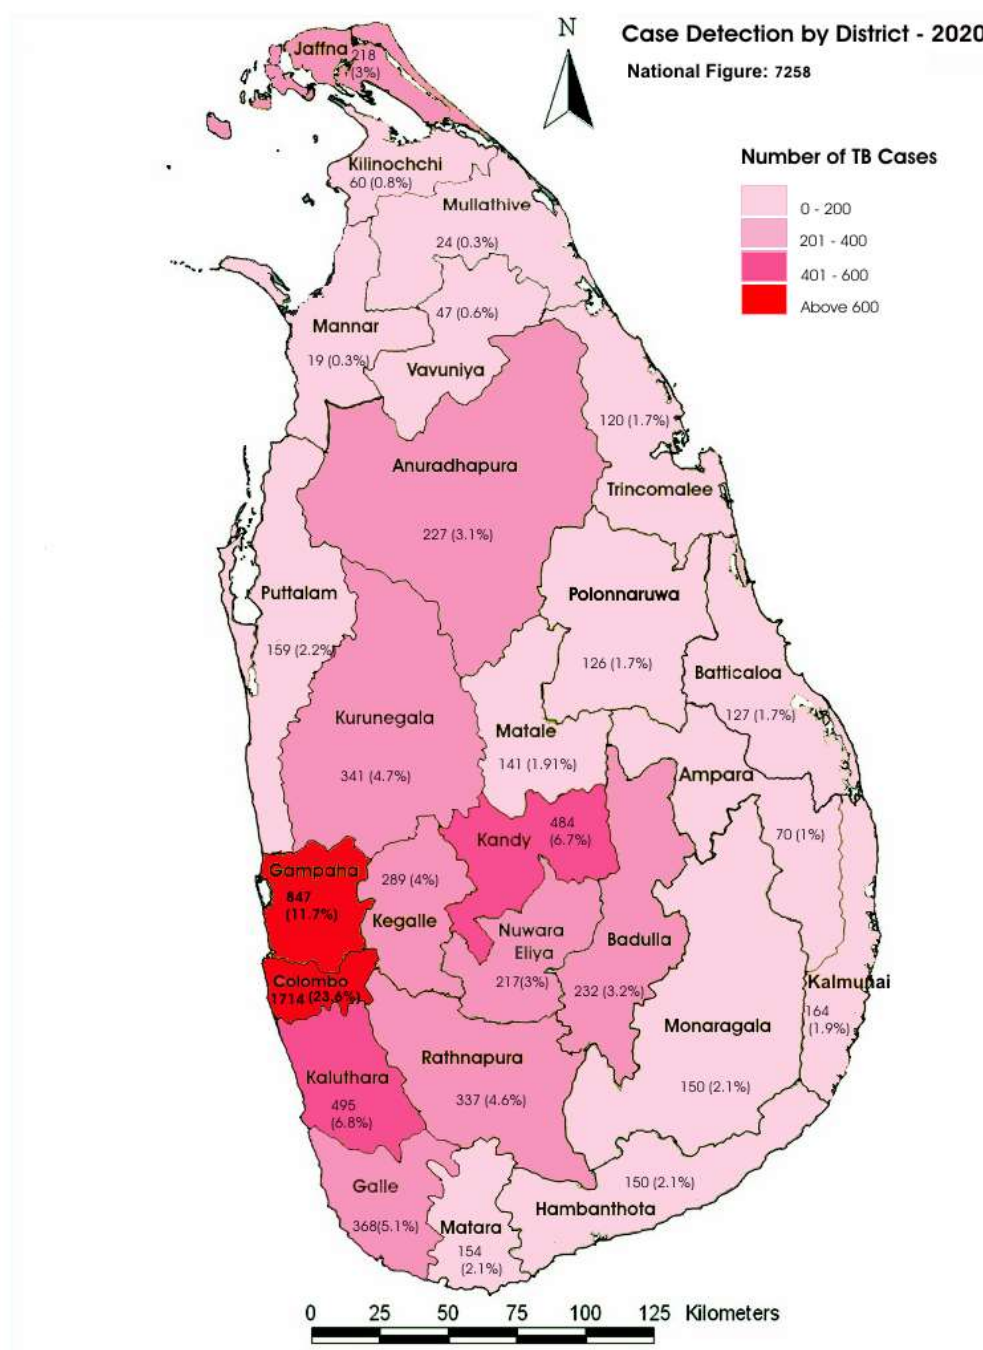 Case Detection by District - 2020
National Figure: 7258
N
Number of TB Cases
0 - 200
201 - 400
401 - 600
Above 600
Jaffna
218
(3%)
Kilinochchi
60 (0.8%)
Mullathive
24 (0.3%)
47 (0.6%)
Vavuniya
Mannar
19 (0.3%)
120 (1.7%)
Trincomalee
Anuradhapura
227 (3.1%)
Puttalam
159 (2.2%)
Polonnaruwa
126 (1.7%)
Batticaloa
127 (1.7%)
Kurunegala
341 (4.7%)
Matale
141 (1.91%)
Ampara
70 (1%)
Kandy
484
(6.7%)
Gampaha
847
(11.7%)
289 (4%)
Kegalle
Nuwara
Eliya
217(3%)
Badulla
232 (3.2%)
Colombo
1714 (23.6%)
Kalmunai
164
(1.9%)
Monaragala
150 (2.1%)
Rathnapura
337 (4.6%)
Kaluthara
495
(6.8%)
Galle
368(5.1%)
Matara
154
(2.1%)
150 (2.1%)
Hambanthota
0 25 50 75 100 125 Kilometers